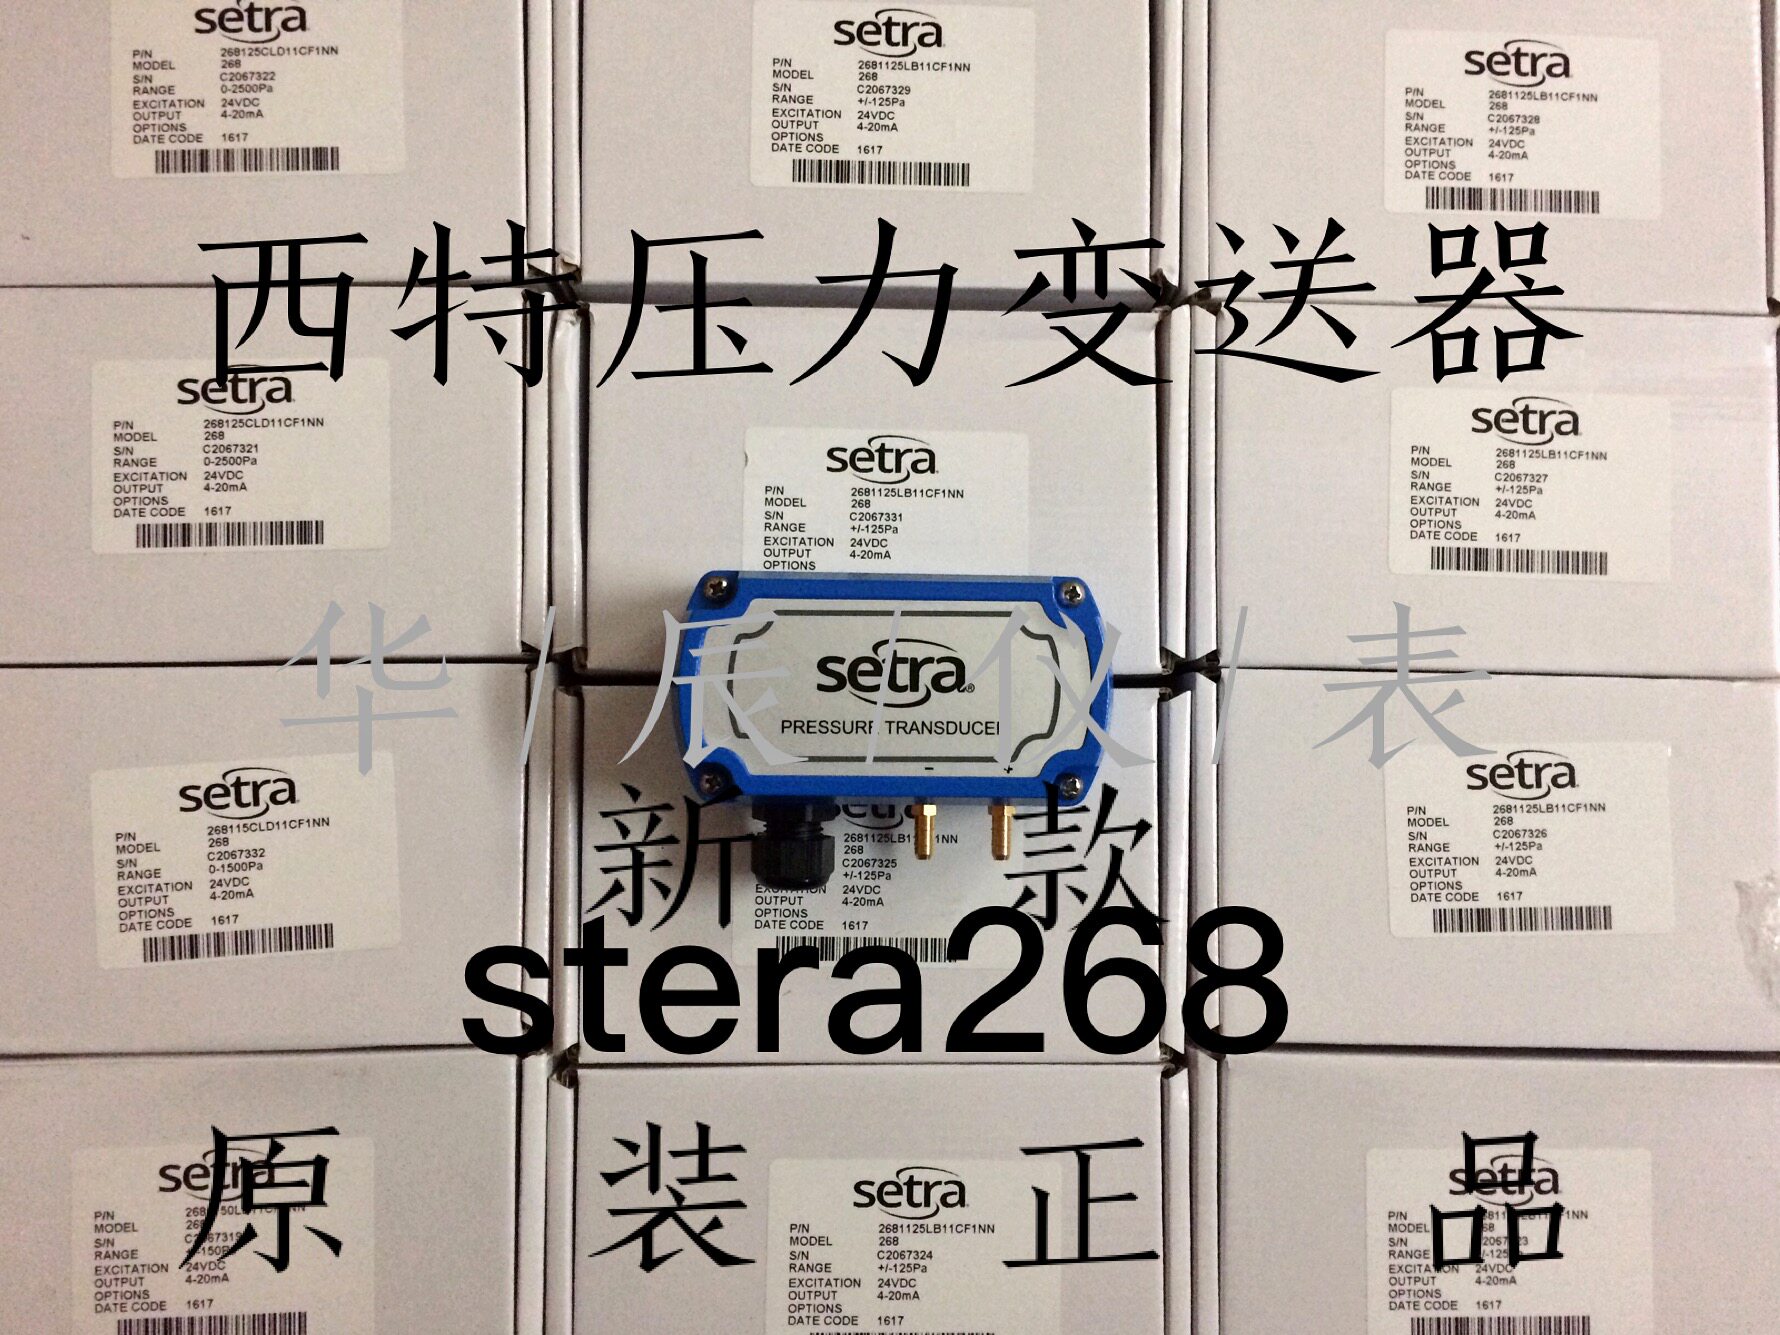 setra
P/N 268125CLD11CF1NN
MODEL 268
S/N C2067322
RANGE 0-2500Pa
EXCITATION 24VDC
OUTPUT 4-20mA
OPTIONS
DATE CODE 1617
setra
P/N 2681125LB11CF1NN
MODEL 268
S/N C2067329
RANGE +/-125Pa
EXCITATION 24VDC
OUTPUT 4-20mA
OPTIONS
DATE CODE 1617
setra
P/N 2681125LB11CF1NN
MODEL 268
S/N C2067328
RANGE +/-125Pa
EXCITATION 24VDC
OUTPUT 4-20mA
OPTIONS
DATE CODE 1617
西特压力变送器
setra
P/N 268125CLD11CF1NN
MODEL 268
S/N C2067321
RANGE 0-2500Pa
EXCITATION 24VDC
OUTPUT 4-20mA
OPTIONS
DATE CODE 1617
setra
P/N 2681125LB11CF1NN
MODEL 268
S/N C2067331
RANGE +/-125Pa
EXCITATION 24VDC
OUTPUT 4-20mA
OPTIONS
setra
P/N 2681125LB11CF1NN
MODEL 268
S/N C2067327
RANGE +/-125Pa
EXCITATION 24VDC
OUTPUT 4-20mA
OPTIONS
DATE CODE 1617
华/辰/仪/表
setra®
PRESSURE TRANSDUCER
- +
setra
P/N 268115CLD11CF1NN
MODEL 268
S/N C2067332
RANGE 0-1500Pa
EXCITATION 24VDC
OUTPUT 4-20mA
OPTIONS
DATE CODE 1617
新款
268
C2067325
+/-125Pa
EXCITATION 24VDC
OUTPUT 4-20mA
OPTIONS
DATE CODE 1617
setra
P/N 2681125LB11CF1NN
MODEL 268
S/N C2067326
RANGE +/-125Pa
EXCITATION 24VDC
OUTPUT 4-20mA
OPTIONS
DATE CODE 1617
stera268
原装正品
setra
P/N
MODEL
S/N
RANGE
EXCITATION 24VDC
OUTPUT 4-20mA
OPTIONS
DATE CODE 1617
setra
P/N 2681125LB11CF1NN
MODEL 268
S/N C2067324
RANGE +/-125Pa
EXCITATION 24VDC
OUTPUT 4-20mA
OPTIONS
DATE CODE 1617
setra
P/N
MODEL 268
S/N
RANGE
EXCITATION 24VDC
OUTPUT 4-20mA
OPTIONS
DATE CODE 1617